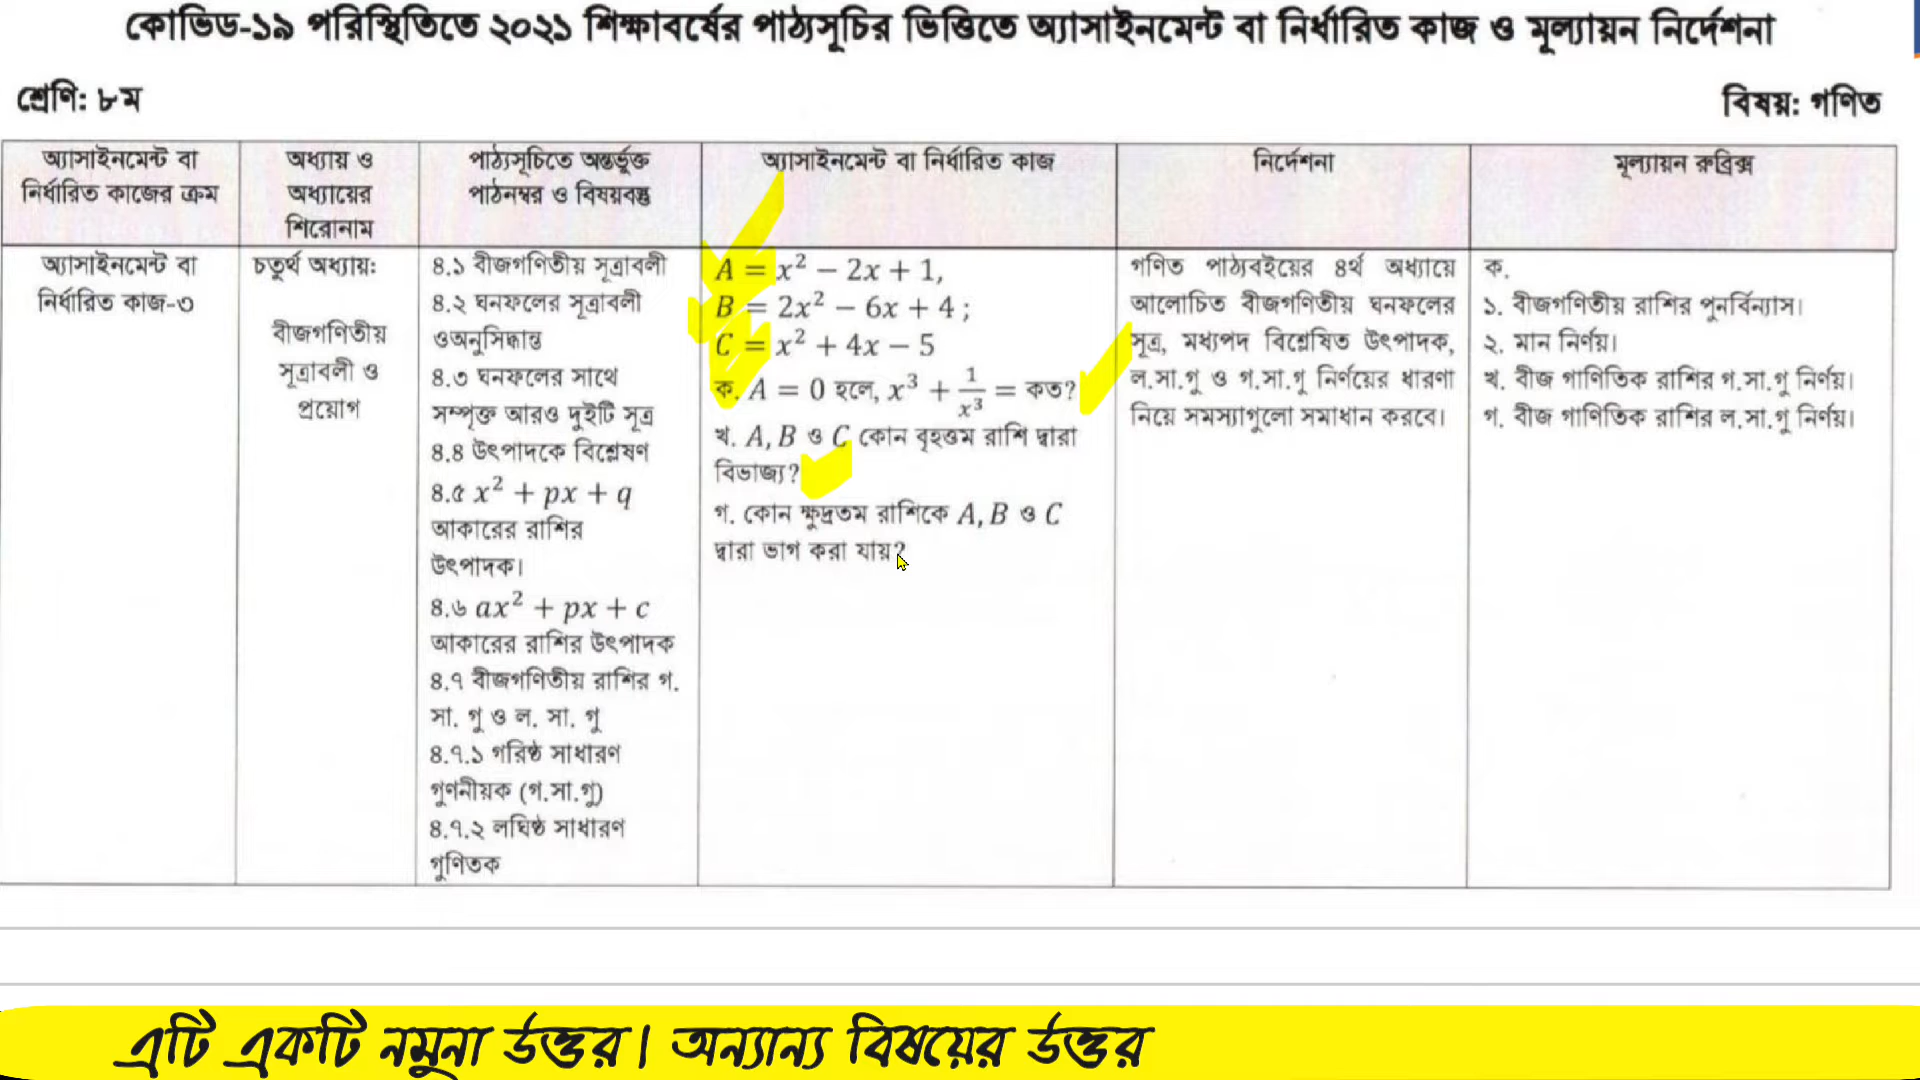 কোভিড-১৯ পরিস্থিতিতে ২০২১ শিক্ষাবর্ষের পাঠ্যসূচির ভিত্তিতে অ্যাসাইনমেন্ট বা নির্ধারিত কাজ ও মূল্যায়ন নির্দেশনা
শ্রেণি: ৮ম
বিষয়: গণিত
অ্যাসাইনমেন্ট বা
নির্ধারিত কাজের ক্রম
অধ্যায় ও
অধ্যায়ের
শিরোনাম
পাঠ্যসূচিতে অন্তর্ভুক্ত
পাঠনম্বর ও বিষয়বস্তু
অ্যাসাইনমেন্ট বা নির্ধারিত কাজ
নির্দেশনা
মূল্যায়ন রুব্রিক্স
অ্যাসাইনমেন্ট বা
নির্ধারিত কাজ-৩
চতুর্থ অধ্যায়:
বীজগণিতীয়
সূত্রাবলী ও
প্রয়োগ
৪.১ বীজগণিতীয় সূত্রাবলী
৪.২ ঘনফলের সূত্রাবলী
ওঅনুসিদ্ধান্ত
৪.৩ ঘনফলের সাথে
সম্পৃক্ত আরও দুইটি সূত্র
৪.৪ উৎপাদকে বিশ্লেষণ
৪.৫ x² + px + q
আকারের রাশির
উৎপাদক।
৪.৬ ax² + px + c
আকারের রাশির উৎপাদক
৪.৭ বীজগণিতীয় রাশির গ.
সা. গু ও ল. সা. গু
৪.৭.১ গরিষ্ঠ সাধারণ
গুণনীয়ক (গ.সা.গু)
৪.৭.২ লঘিষ্ঠ সাধারণ
গুণিতক
A = x² − 2x + 1,
B = 2x² − 6x + 4 ;
C = x² + 4x − 5
ক. A = 0 হলে, x³ + 1/x³ = কত?
খ. A, B ও C কোন বৃহত্তম রাশি দ্বারা
বিভাজ্য?
গ. কোন ক্ষুদ্রতম রাশিকে A, B ও C
দ্বারা ভাগ করা যায়?
গণিত পাঠ্যবইয়ের ৪র্থ অধ্যায়ে
আলোচিত বীজগণিতীয় ঘনফলের
সূত্র, মধ্যপদ বিশ্লেষিত উৎপাদক,
ল.সা.গু ও গ.সা.গু নির্ণয়ের ধারণা
নিয়ে সমস্যাগুলো সমাধান করবে।
ক.
১. বীজগণিতীয় রাশির পুনর্বিন্যাস।
২. মান নির্ণয়।
খ. বীজ গাণিতিক রাশির গ.সা.গু নির্ণয়।
গ. বীজ গাণিতিক রাশির ল.সা.গু নির্ণয়।
এটি একটি নমুনা উত্তর। অন্যান্য বিষয়ের উত্তর